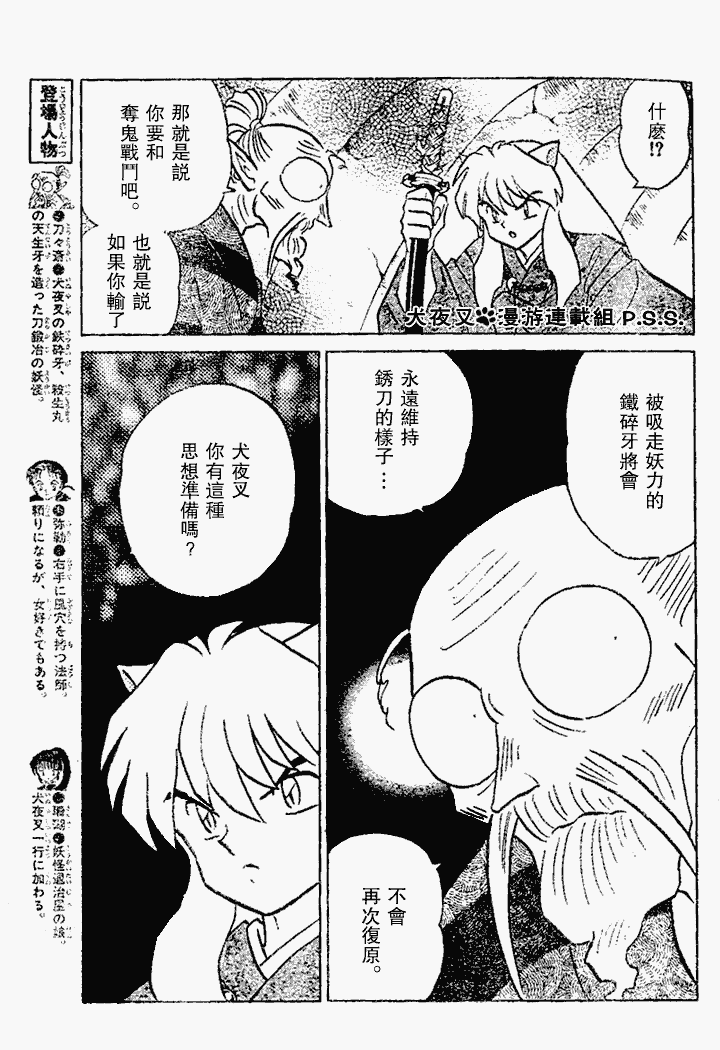 什麼!?
那就是說
你要和
奪鬼戰鬥吧。
也就是說
如果你輸了
犬夜叉漫游連載組 P.S.S.
被吸走妖力的
鐵碎牙將會
永遠維持
銹刀的樣子…
不會
再次復原。
犬夜叉
你有這種
思想準備嗎?
登場人物
刀々斎 犬夜叉の鉄砕牙、殺生丸
の天生牙を造った刀鍛冶の妖怪。
弥勒 右手に風穴を持つ法師。
頼りになるが、女好きでもある。
珊瑚 妖怪退治屋の娘。
犬夜叉一行に加わる。